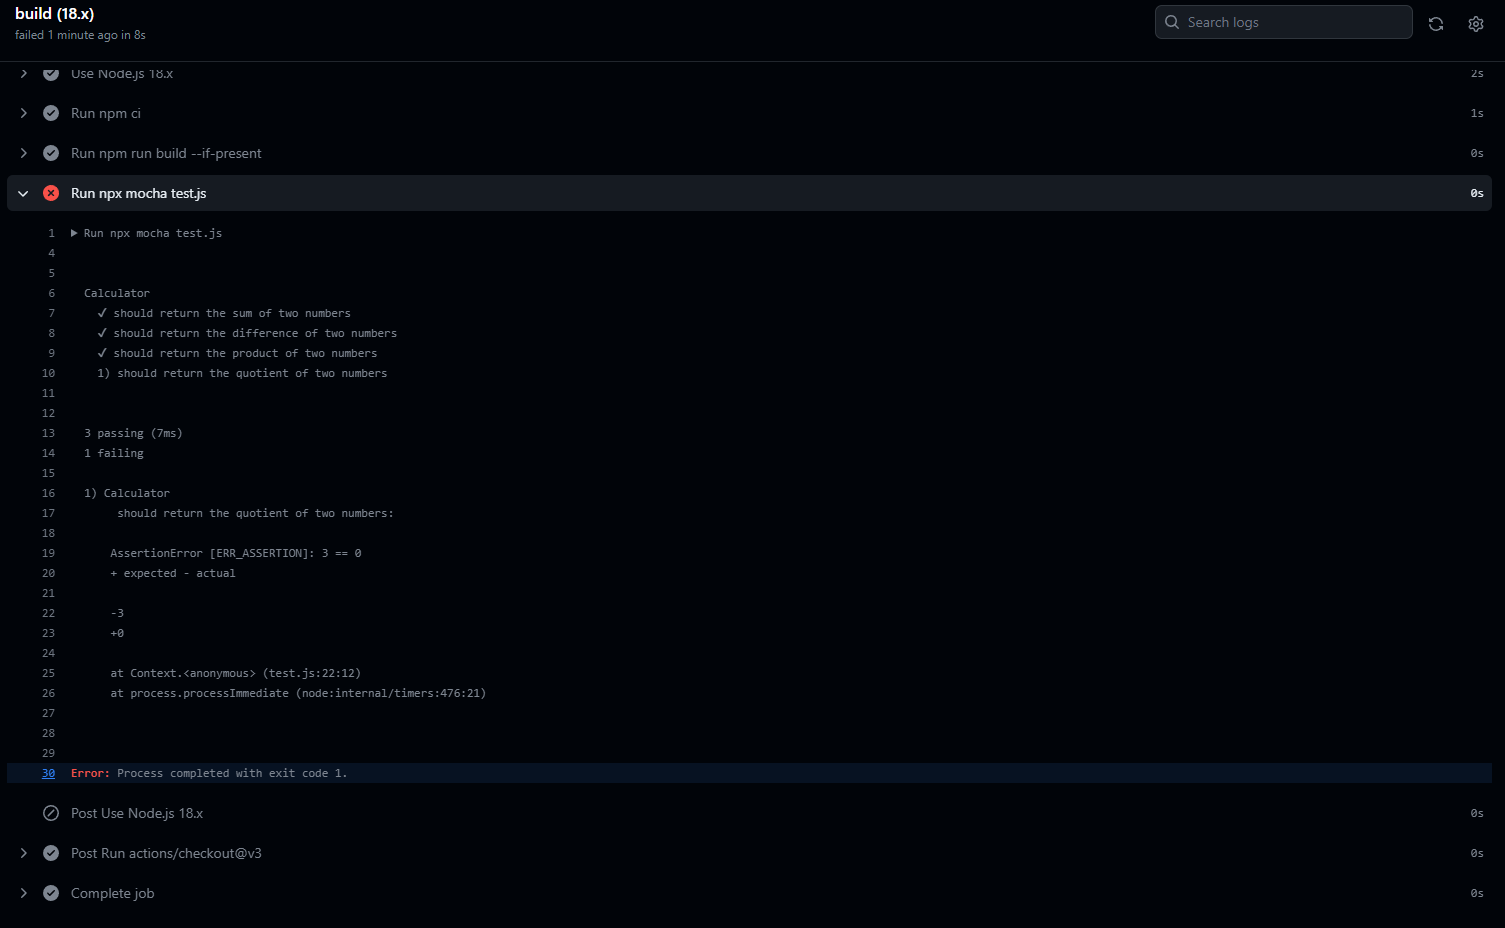 build (18.x)
failed 1 minute ago in 8s
Search logs
Use Node.js 18.x 2s
Run npm ci 1s
Run npm run build --if-present 0s
Run npx mocha test.js 0s
1 Run npx mocha test.js
4
5
6 Calculator
7 ✓ should return the sum of two numbers
8 ✓ should return the difference of two numbers
9 ✓ should return the product of two numbers
10 1) should return the quotient of two numbers
11
12
13 3 passing (7ms)
14 1 failing
15
16 1) Calculator
17 should return the quotient of two numbers:
18
19 AssertionError [ERR_ASSERTION]: 3 == 0
20 + expected - actual
21
22 -3
23 +0
24
25 at Context.<anonymous> (test.js:22:12)
26 at process.processImmediate (node:internal/timers:476:21)
27
28
29
30 Error: Process completed with exit code 1.
Post Use Node.js 18.x 0s
Post Run actions/checkout@v3 0s
Complete job 0s